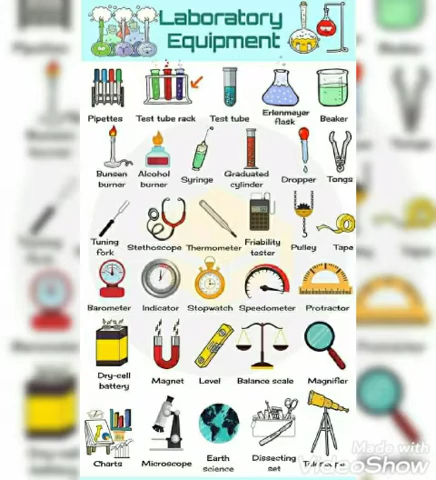 Laboratory
Equipment
Pipettes Test tube rack Test tube Erlenmeyer flask Beaker
Bunsen burner Alcohol burner Syringe Graduated cylinder Dropper Tongs
Tuning fork Stethoscope Thermometer Friability tester Pulley Tape
Barometer Indicator Stopwatch Speedometer Protractor
Dry-cell battery Magnet Level Balance scale Magnifier
Charts Microscope Earth science Dissecting set
Made with
VideoShow